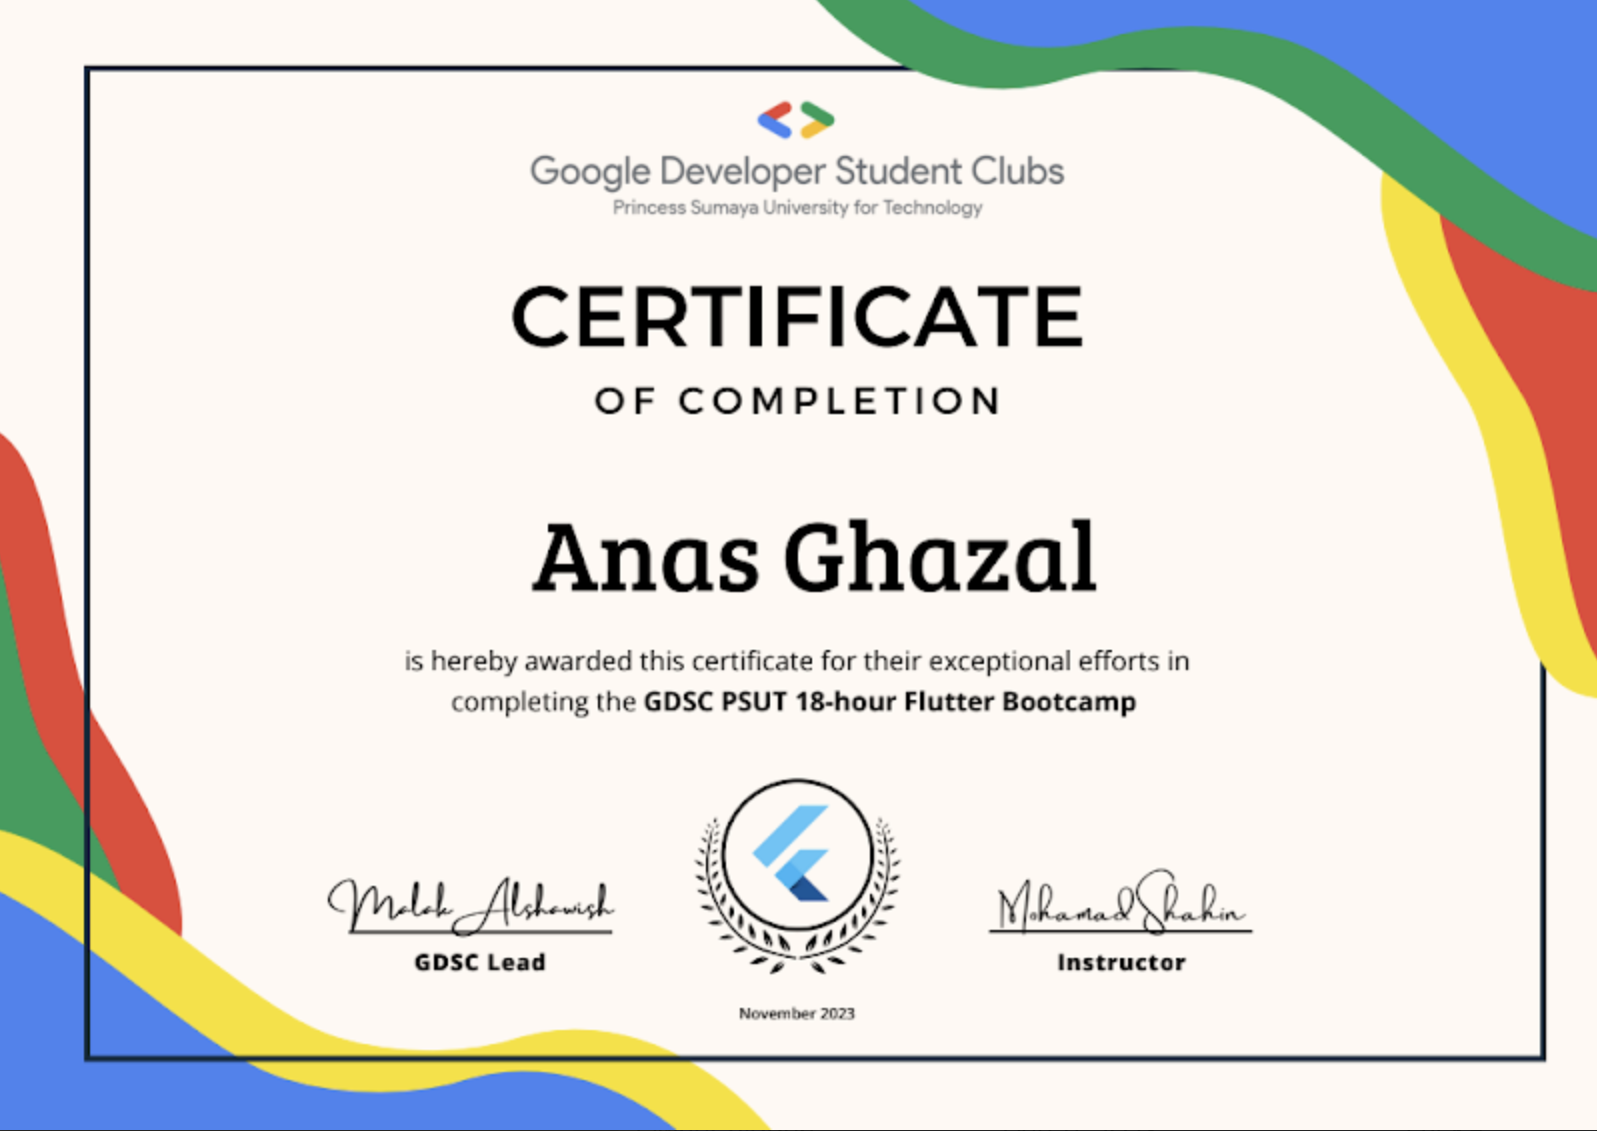 Google Developer Student Clubs
Princess Sumaya University for Technology
CERTIFICATE
OF COMPLETION
Anas Ghazal
is hereby awarded this certificate for their exceptional efforts in
completing the GDSC PSUT 18-hour Flutter Bootcamp
Malak Alshawish
GDSC Lead
Mohamad Shahin
Instructor
November 2023